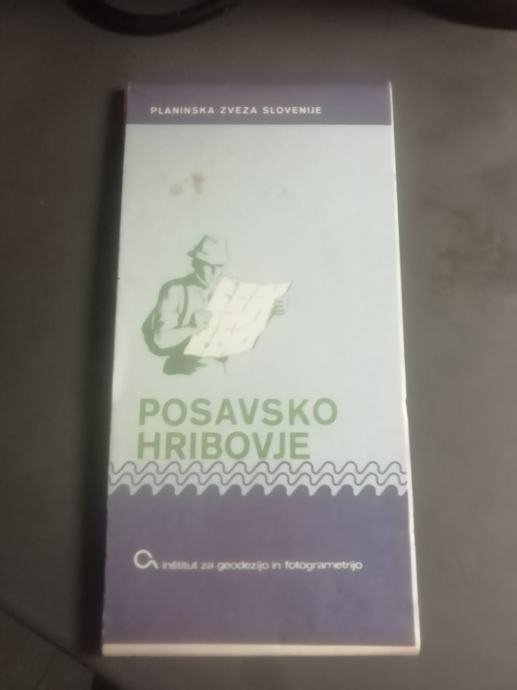 PLANINSKA ZVEZA SLOVENIJE
POSAVSKO
HRIBOVJE
inštitut za geodezijo in fotogrametrijo